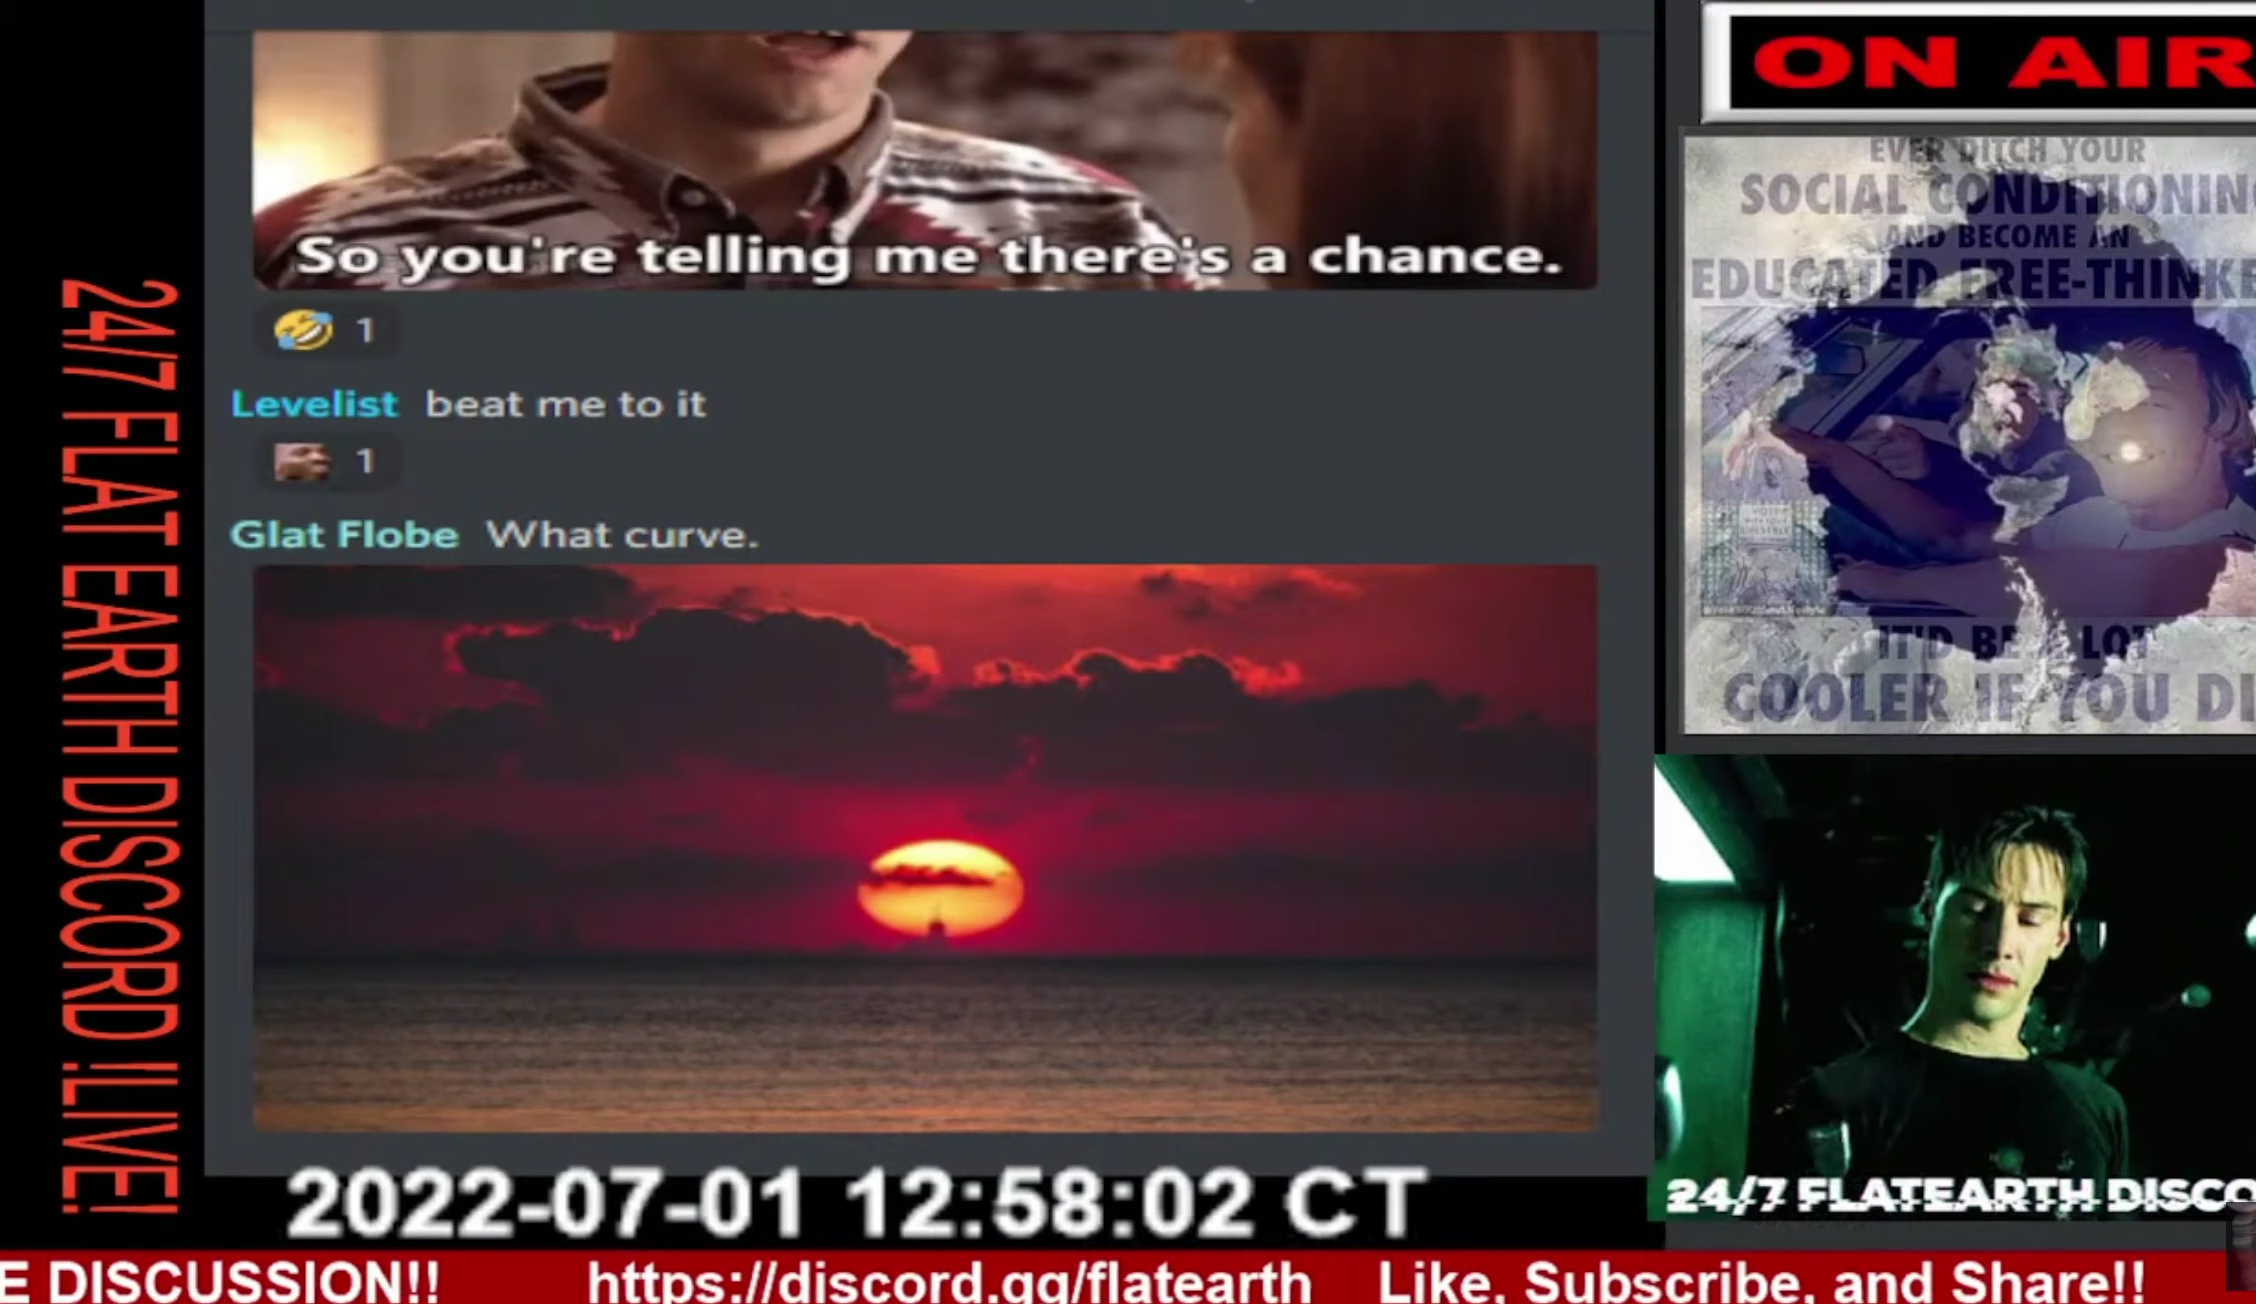 24/7 FLAT EARTH DISCORD !LIVE!
So you're telling me there's a chance.
1
Levelist beat me to it
1
Glat Flobe What curve.
2022-07-01 12:58:02 CT
ON AIR
EVER DITCH YOUR
SOCIAL CONDITIONING
AND BECOME AN
EDUCATED FREE-THINKE
IT'D BE A LOT
COOLER IF YOU DI
24/7 FLATEARTH DISCO
E DISCUSSION!! https://discord.gg/flatearth Like, Subscribe, and Share!!